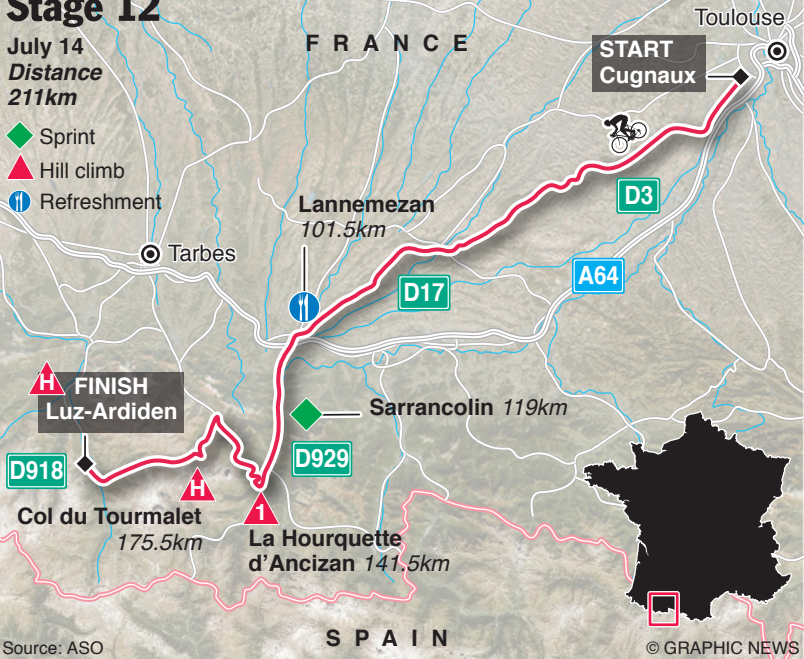 Stage 12
July 14
Distance
211km
Sprint
Hill climb
Refreshment
FRANCE
Toulouse
START
Cugnaux
D3
Lannemezan
101.5km
Tarbes
D17
A64
H FINISH
Luz-Ardiden
Sarrancolin 119km
D918
D929
H
1
Col du Tourmalet
175.5km
La Hourquette
d'Ancizan 141.5km
SPAIN
Source: ASO
© GRAPHIC NEWS